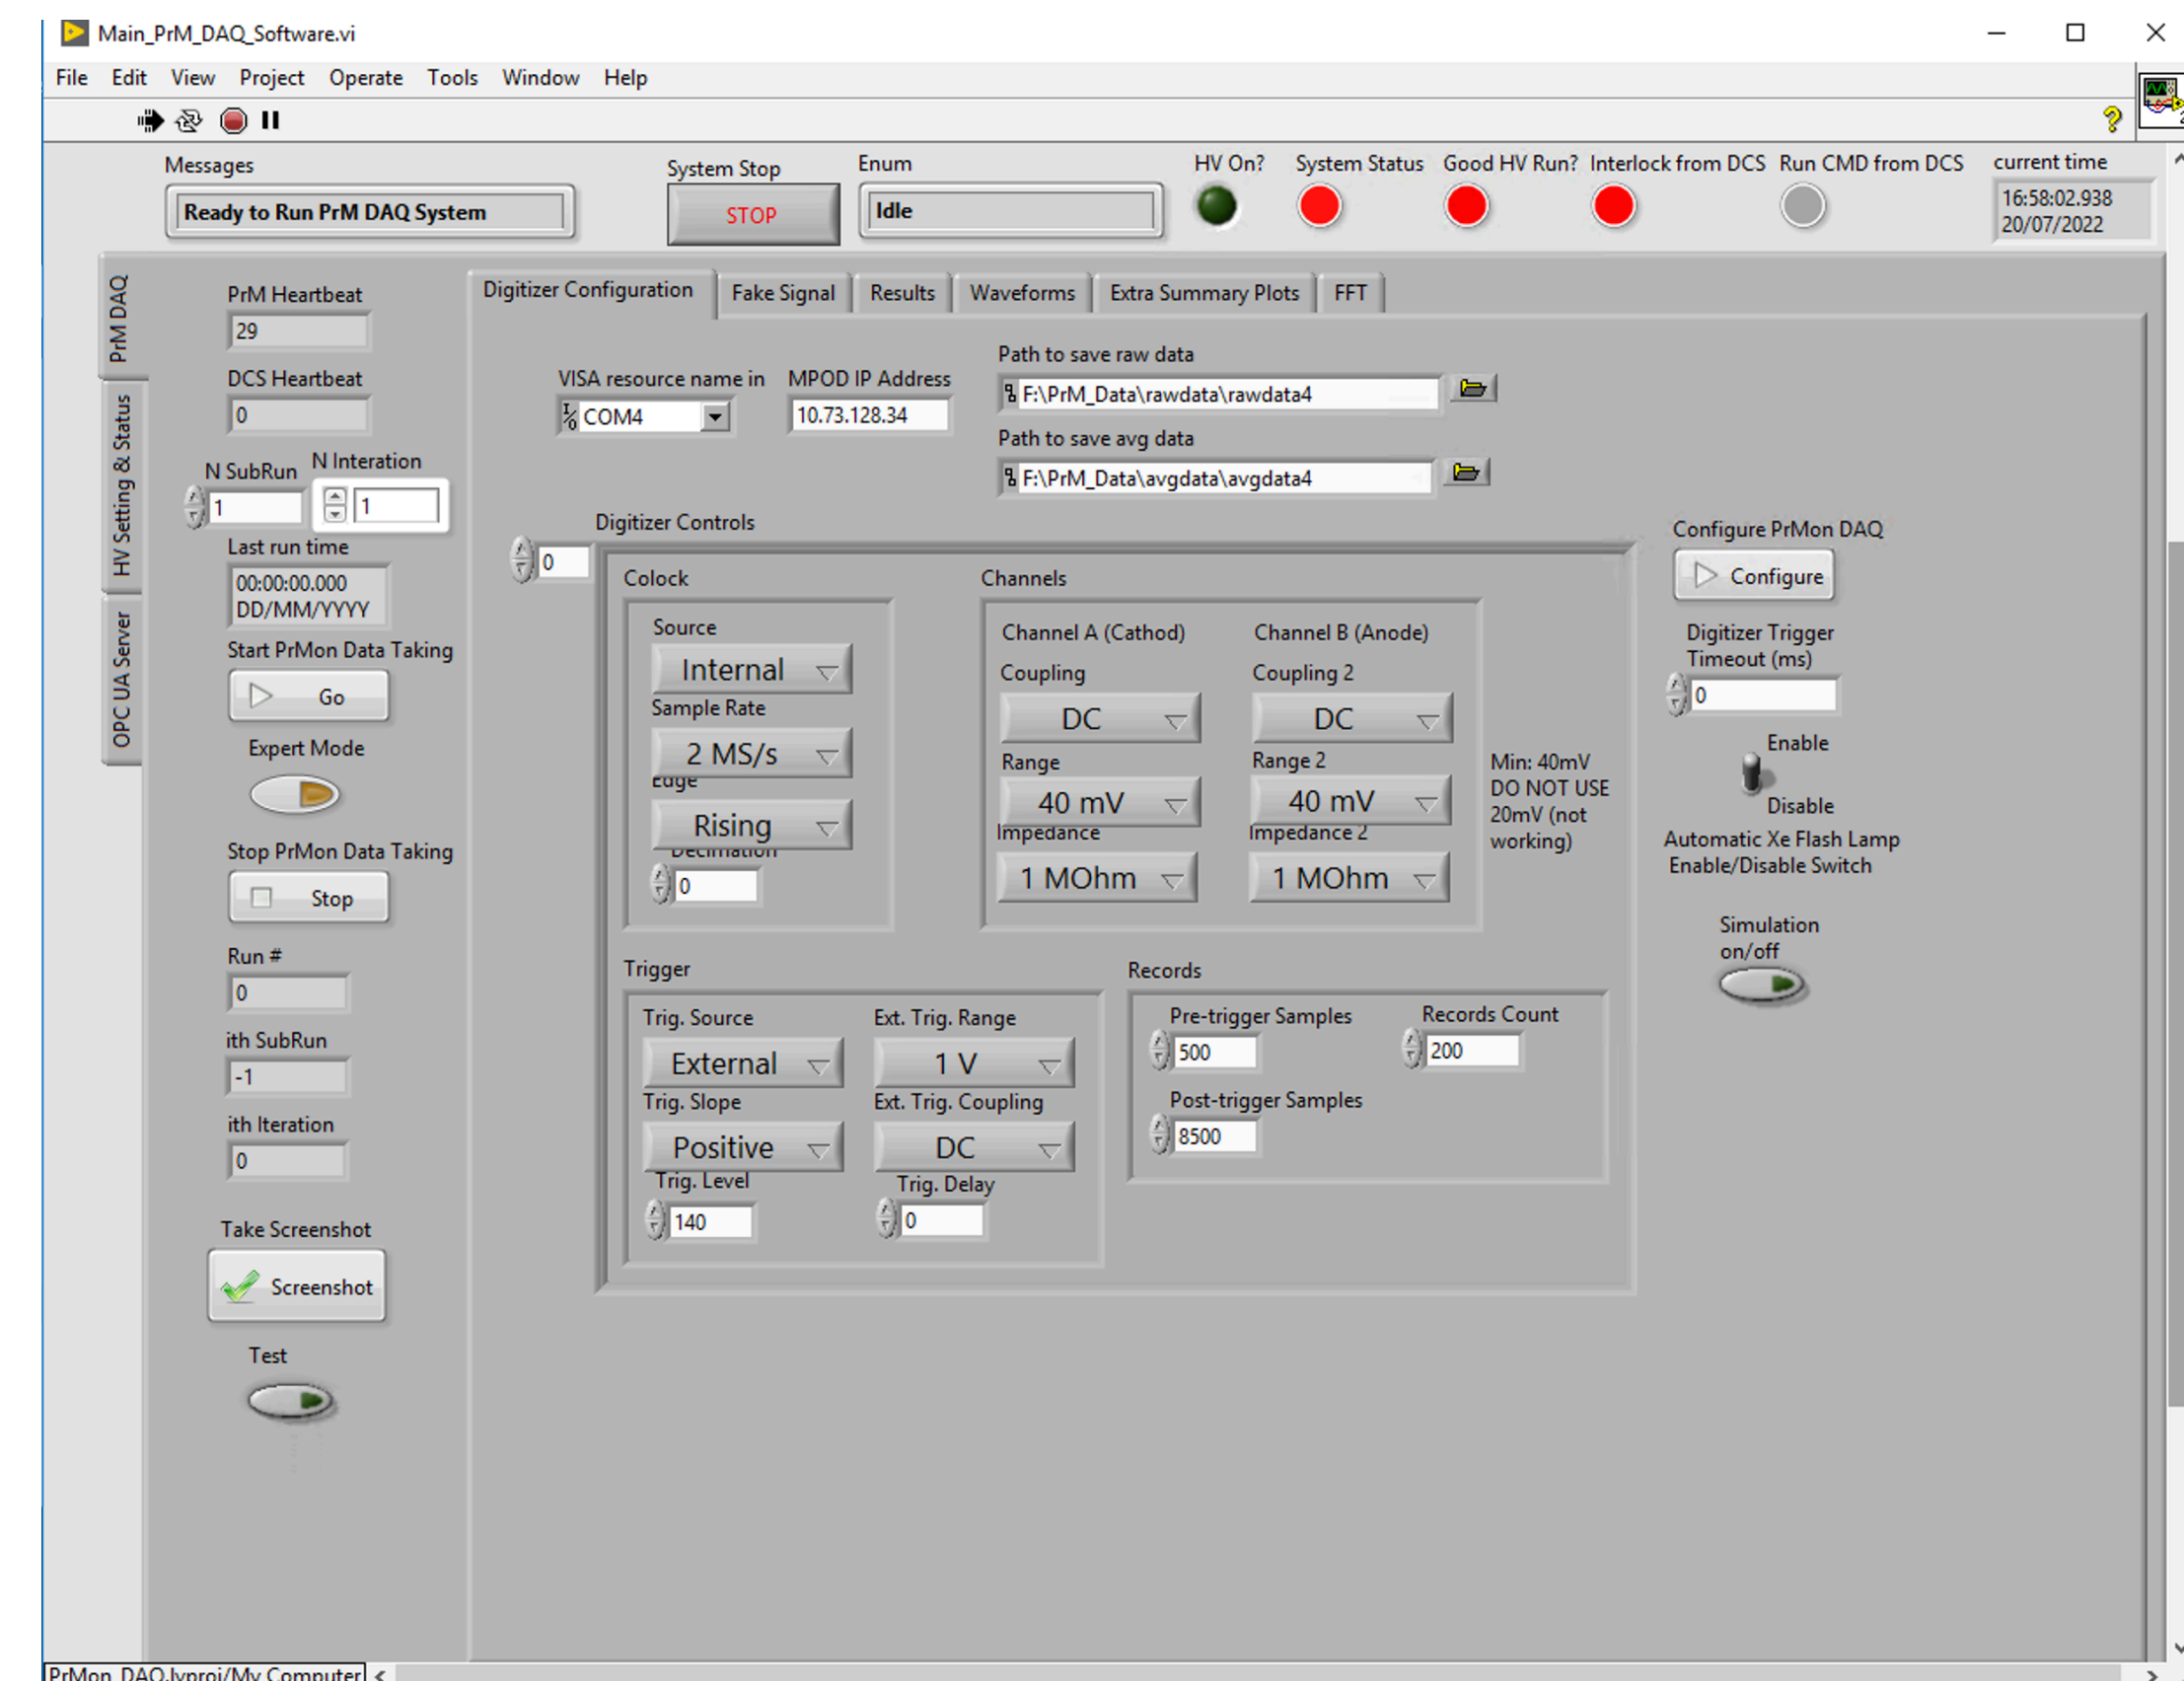 Main_PrM_DAQ_Software.vi
File Edit View Project Operate Tools Window Help
Messages
Ready to Run PrM DAQ System
System Stop
STOP
Enum
Idle
HV On?
System Status
Good HV Run?
Interlock from DCS
Run CMD from DCS
current time
16:58:02.938
20/07/2022
PrM DAQ
HV Setting & Status
OPC UA Server
PrM Heartbeat
29
DCS Heartbeat
0
N SubRun
1
N Interation
1
Last run time
00:00:00.000
DD/MM/YYYY
Start PrMon Data Taking
Go
Expert Mode
Stop PrMon Data Taking
Stop
Run #
0
ith SubRun
-1
ith Iteration
0
Take Screenshot
Screenshot
Test
Digitizer Configuration
Fake Signal
Results
Waveforms
Extra Summary Plots
FFT
VISA resource name in
COM4
MPOD IP Address
10.73.128.34
Path to save raw data
F:\PrM_Data\rawdata\rawdata4
Path to save avg data
F:\PrM_Data\avgdata\avgdata4
Digitizer Controls
0
Colock
Source
Internal
Sample Rate
2 MS/s
Edge
Rising
Decimation
0
Channels
Channel A (Cathod)
Coupling
DC
Range
40 mV
Impedance
1 MOhm
Channel B (Anode)
Coupling 2
DC
Range 2
40 mV
Impedance 2
1 MOhm
Min: 40mV
DO NOT USE
20mV (not
working)
Trigger
Trig. Source
External
Trig. Slope
Positive
Trig. Level
140
Ext. Trig. Range
1 V
Ext. Trig. Coupling
DC
Trig. Delay
0
Records
Pre-trigger Samples
500
Records Count
200
Post-trigger Samples
8500
Configure PrMon DAQ
Configure
Digitizer Trigger
Timeout (ms)
0
Enable
Disable
Automatic Xe Flash Lamp
Enable/Disable Switch
Simulation
on/off
PrMon_DAQ.lvproj/My Computer